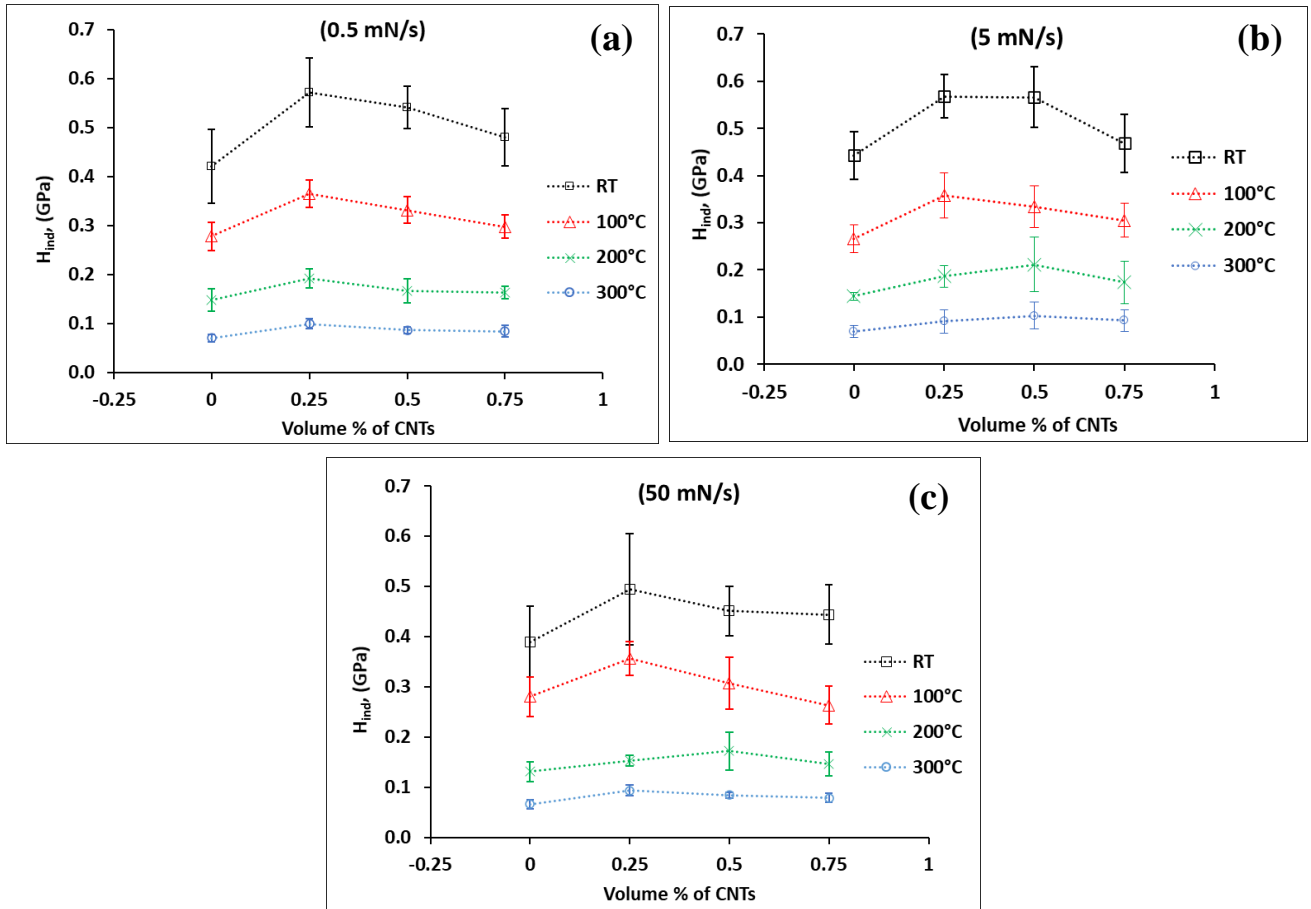 (0.5 mN/s)
(a)
0.7
0.6
0.5
0.4
0.3
0.2
0.1
0.0
H_ind, (GPa)
-0.25 0 0.25 0.5 0.75 1
Volume % of CNTs
RT
100°C
200°C
300°C
(5 mN/s)
(b)
0.7
0.6
0.5
0.4
0.3
0.2
0.1
0.0
H_ind, (GPa)
-0.25 0 0.25 0.5 0.75 1
Volume % of CNTs
RT
100°C
200°C
300°C
(50 mN/s)
(c)
0.7
0.6
0.5
0.4
0.3
0.2
0.1
0.0
H_ind, (GPa)
-0.25 0 0.25 0.5 0.75 1
Volume % of CNTs
RT
100°C
200°C
300°C